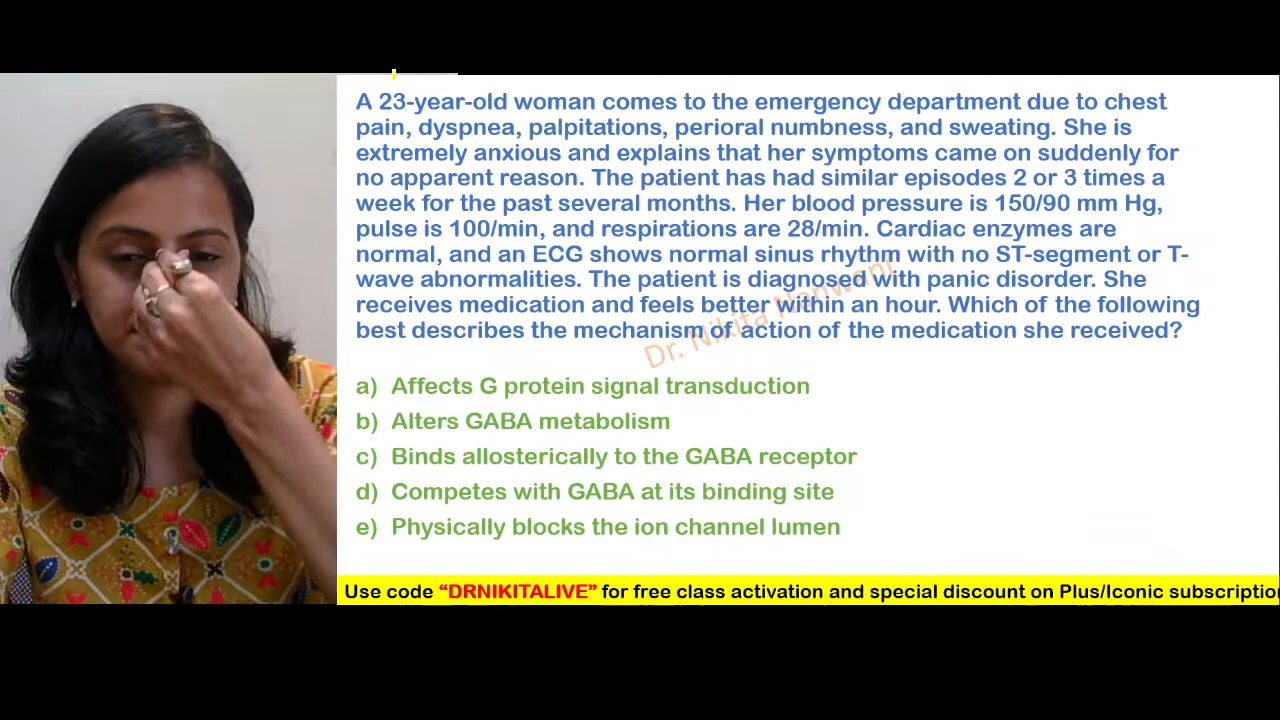 A 23-year-old woman comes to the emergency department due to chest
pain, dyspnea, palpitations, perioral numbness, and sweating. She is
extremely anxious and explains that her symptoms came on suddenly for
no apparent reason. The patient has had similar episodes 2 or 3 times a
week for the past several months. Her blood pressure is 150/90 mm Hg,
pulse is 100/min, and respirations are 28/min. Cardiac enzymes are
normal, and an ECG shows normal sinus rhythm with no ST-segment or T-
wave abnormalities. The patient is diagnosed with panic disorder. She
receives medication and feels better within an hour. Which of the following
best describes the mechanism of action of the medication she received?
Dr. Nikita Nanwani
a) Affects G protein signal transduction
b) Alters GABA metabolism
c) Binds allosterically to the GABA receptor
d) Competes with GABA at its binding site
e) Physically blocks the ion channel lumen
Use code “DRNIKITALIVE” for free class activation and special discount on Plus/Iconic subscription